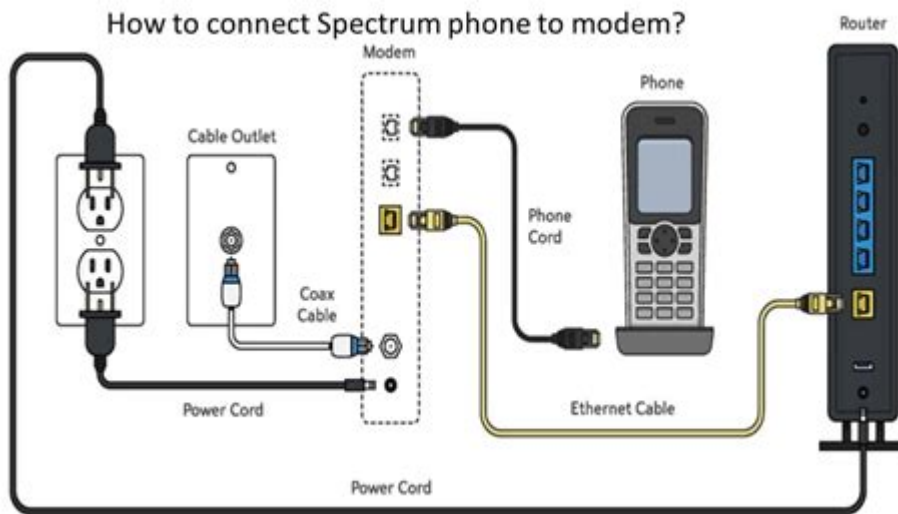 How to connect Spectrum phone to modem?
Router
Modem
Phone
Cable Outlet
Phone
Cord
Coax
Cable
Power Cord
Ethernet Cable
Power Cord